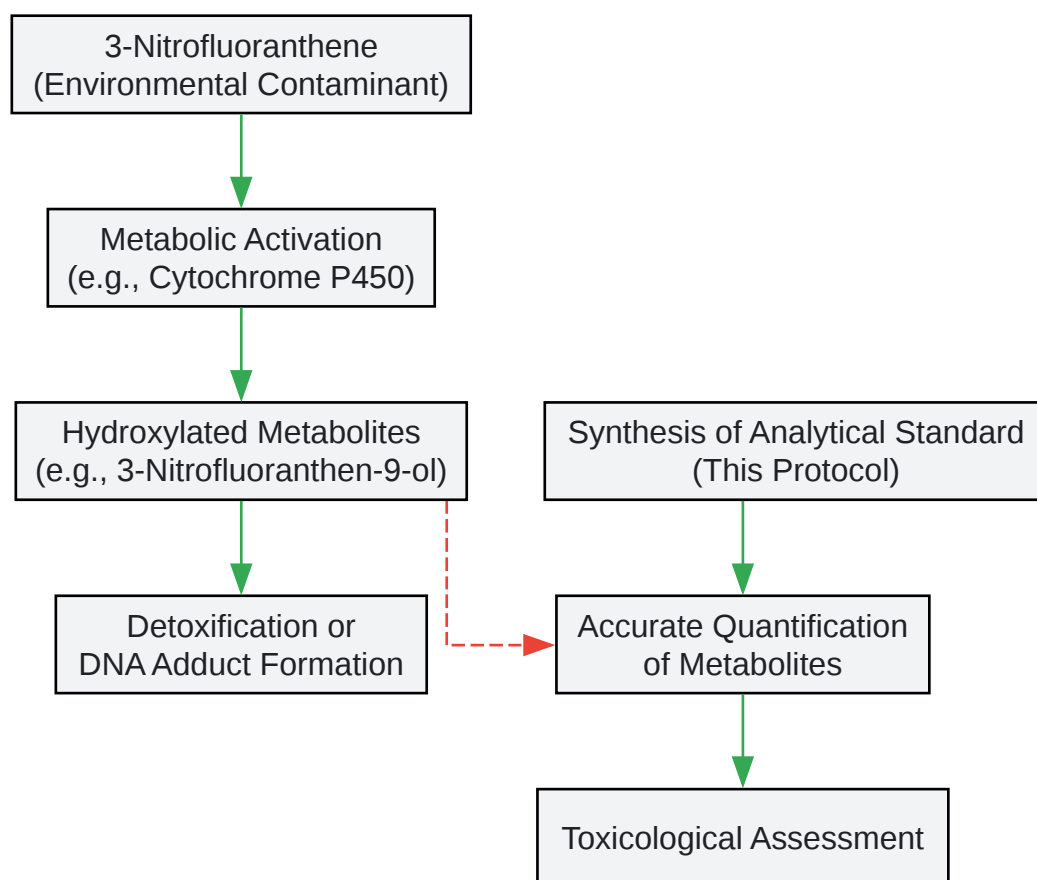 3-Nitrofluoranthene
(Environmental Contaminant)
Metabolic Activation
(e.g., Cytochrome P450)
Hydroxylated Metabolites
(e.g., 3-Nitrofluoranthen-9-ol)
Synthesis of Analytical Standard
(This Protocol)
Detoxification or
DNA Adduct Formation
Accurate Quantification
of Metabolites
Toxicological Assessment